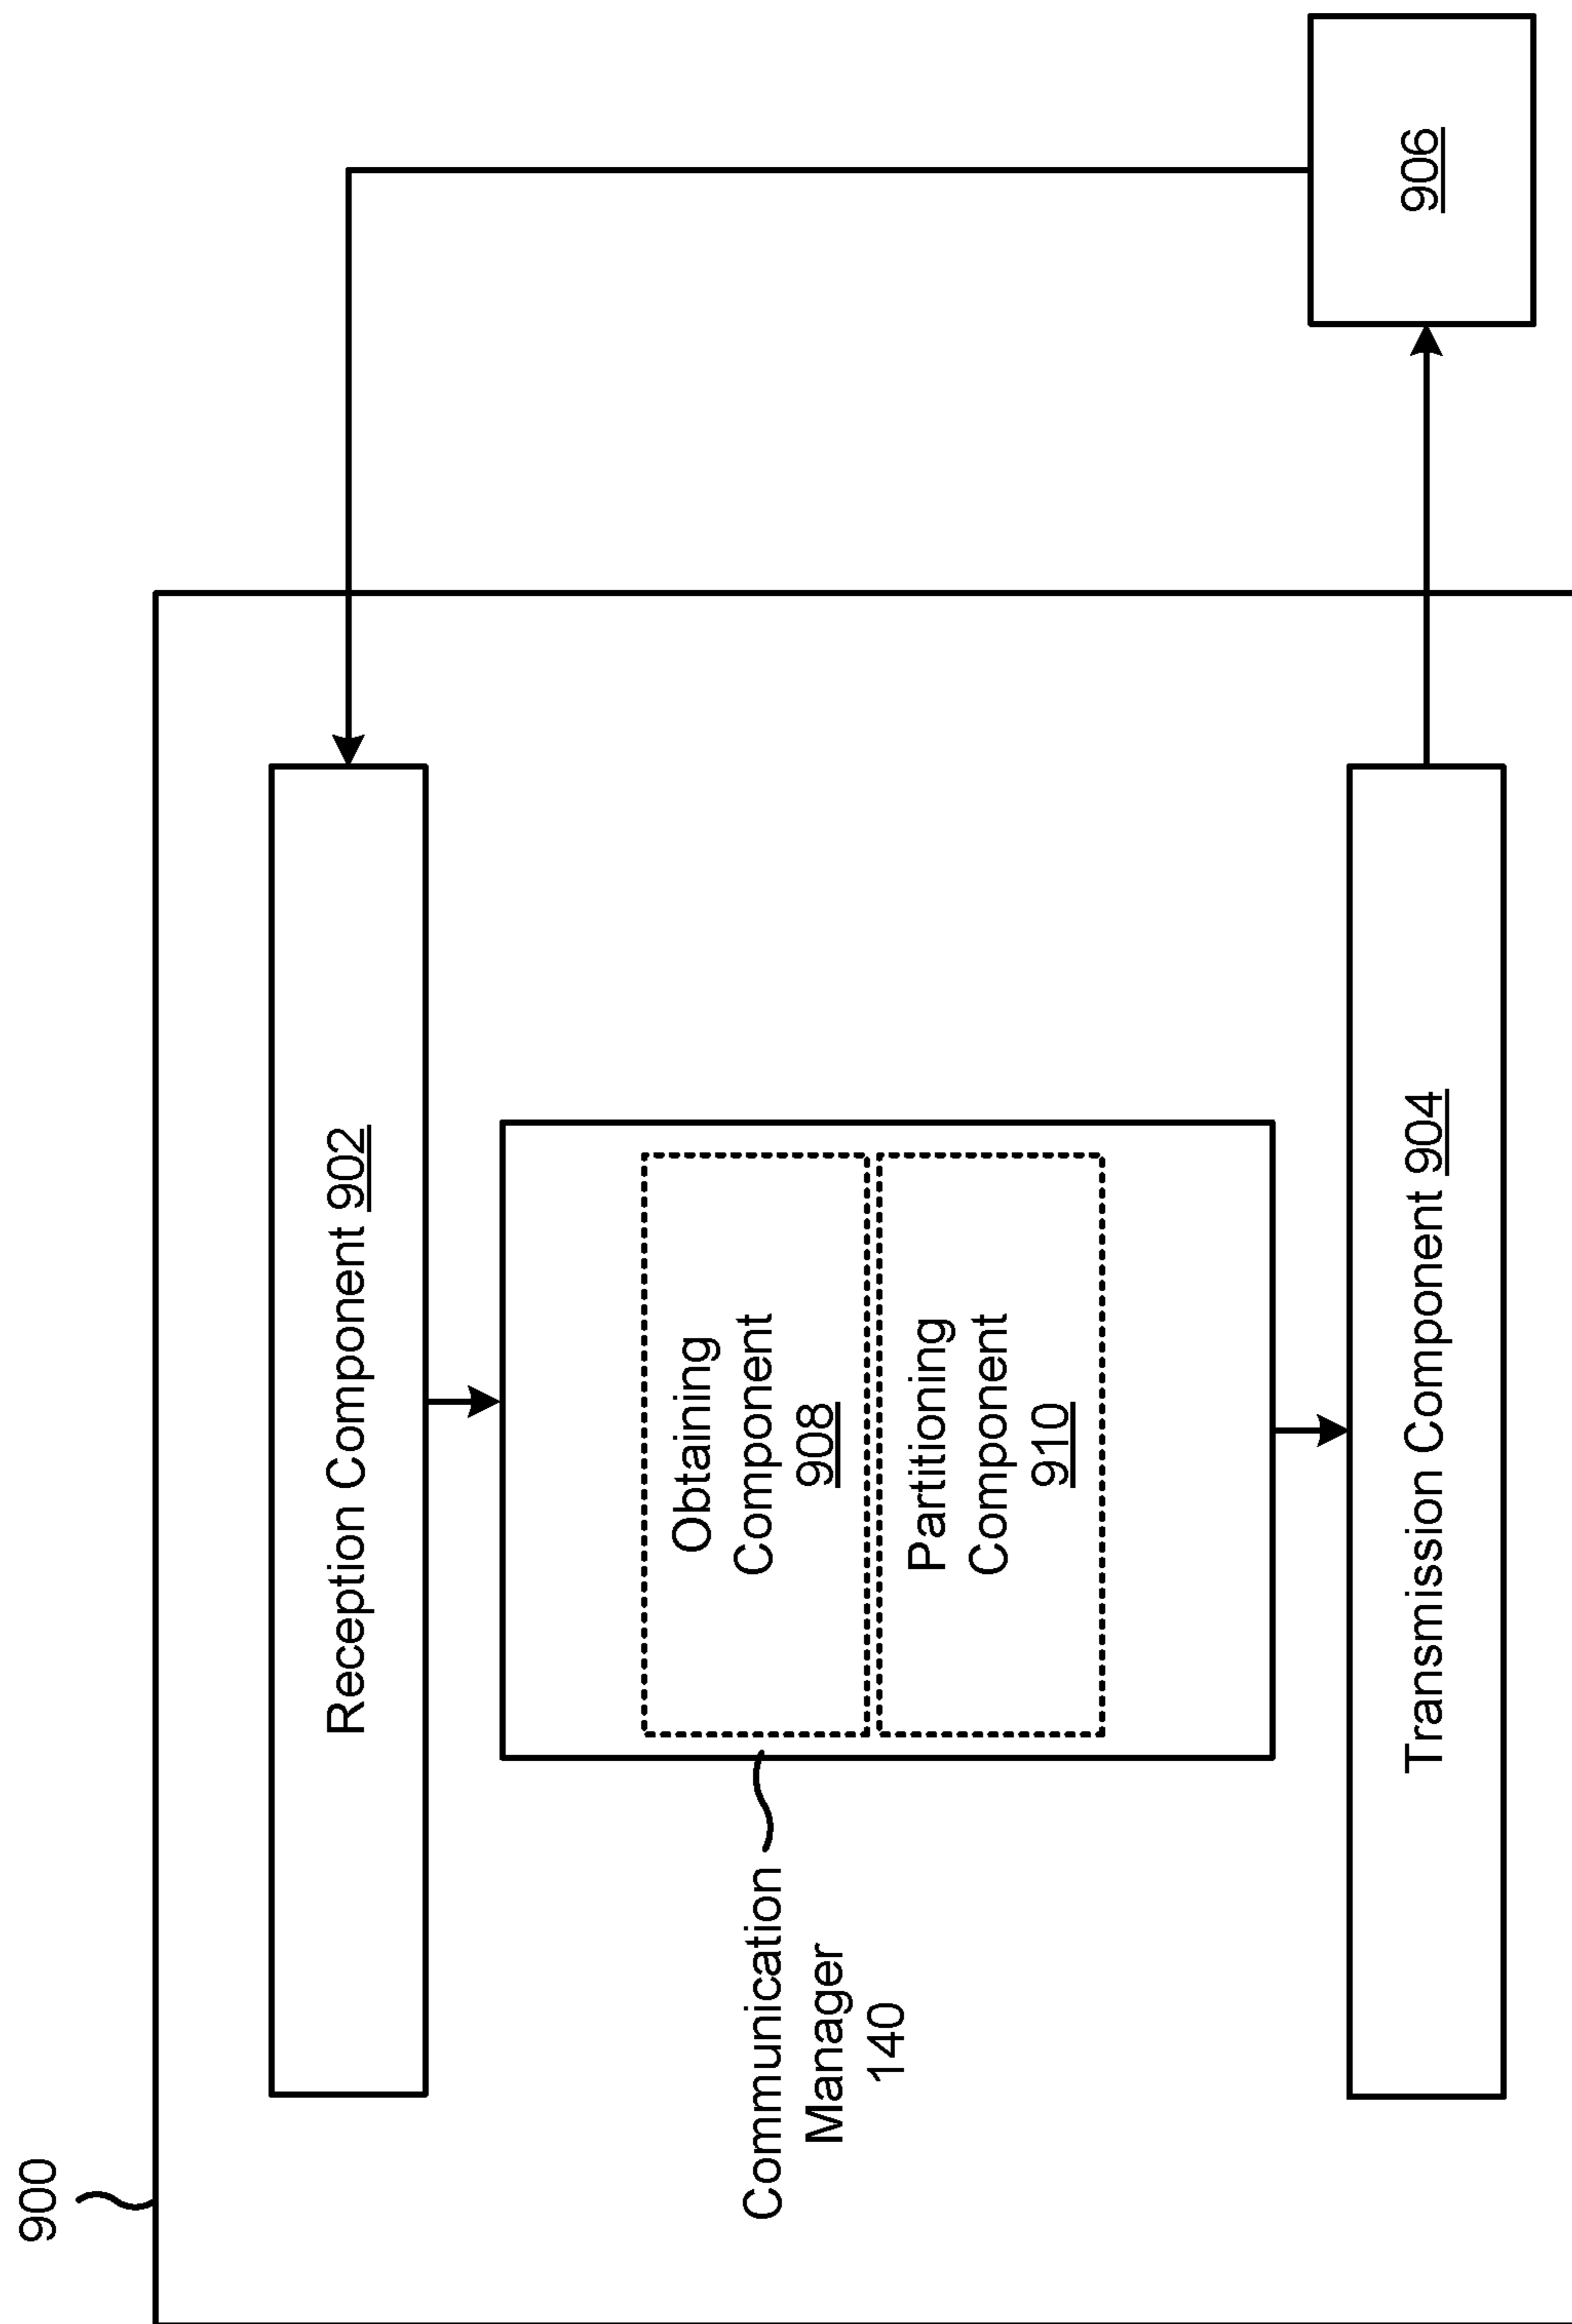 900
Reception Component 902
Communication
Manager
140
Obtaining
Component
908
Partitioning
Component
910
Transmission Component 904
906